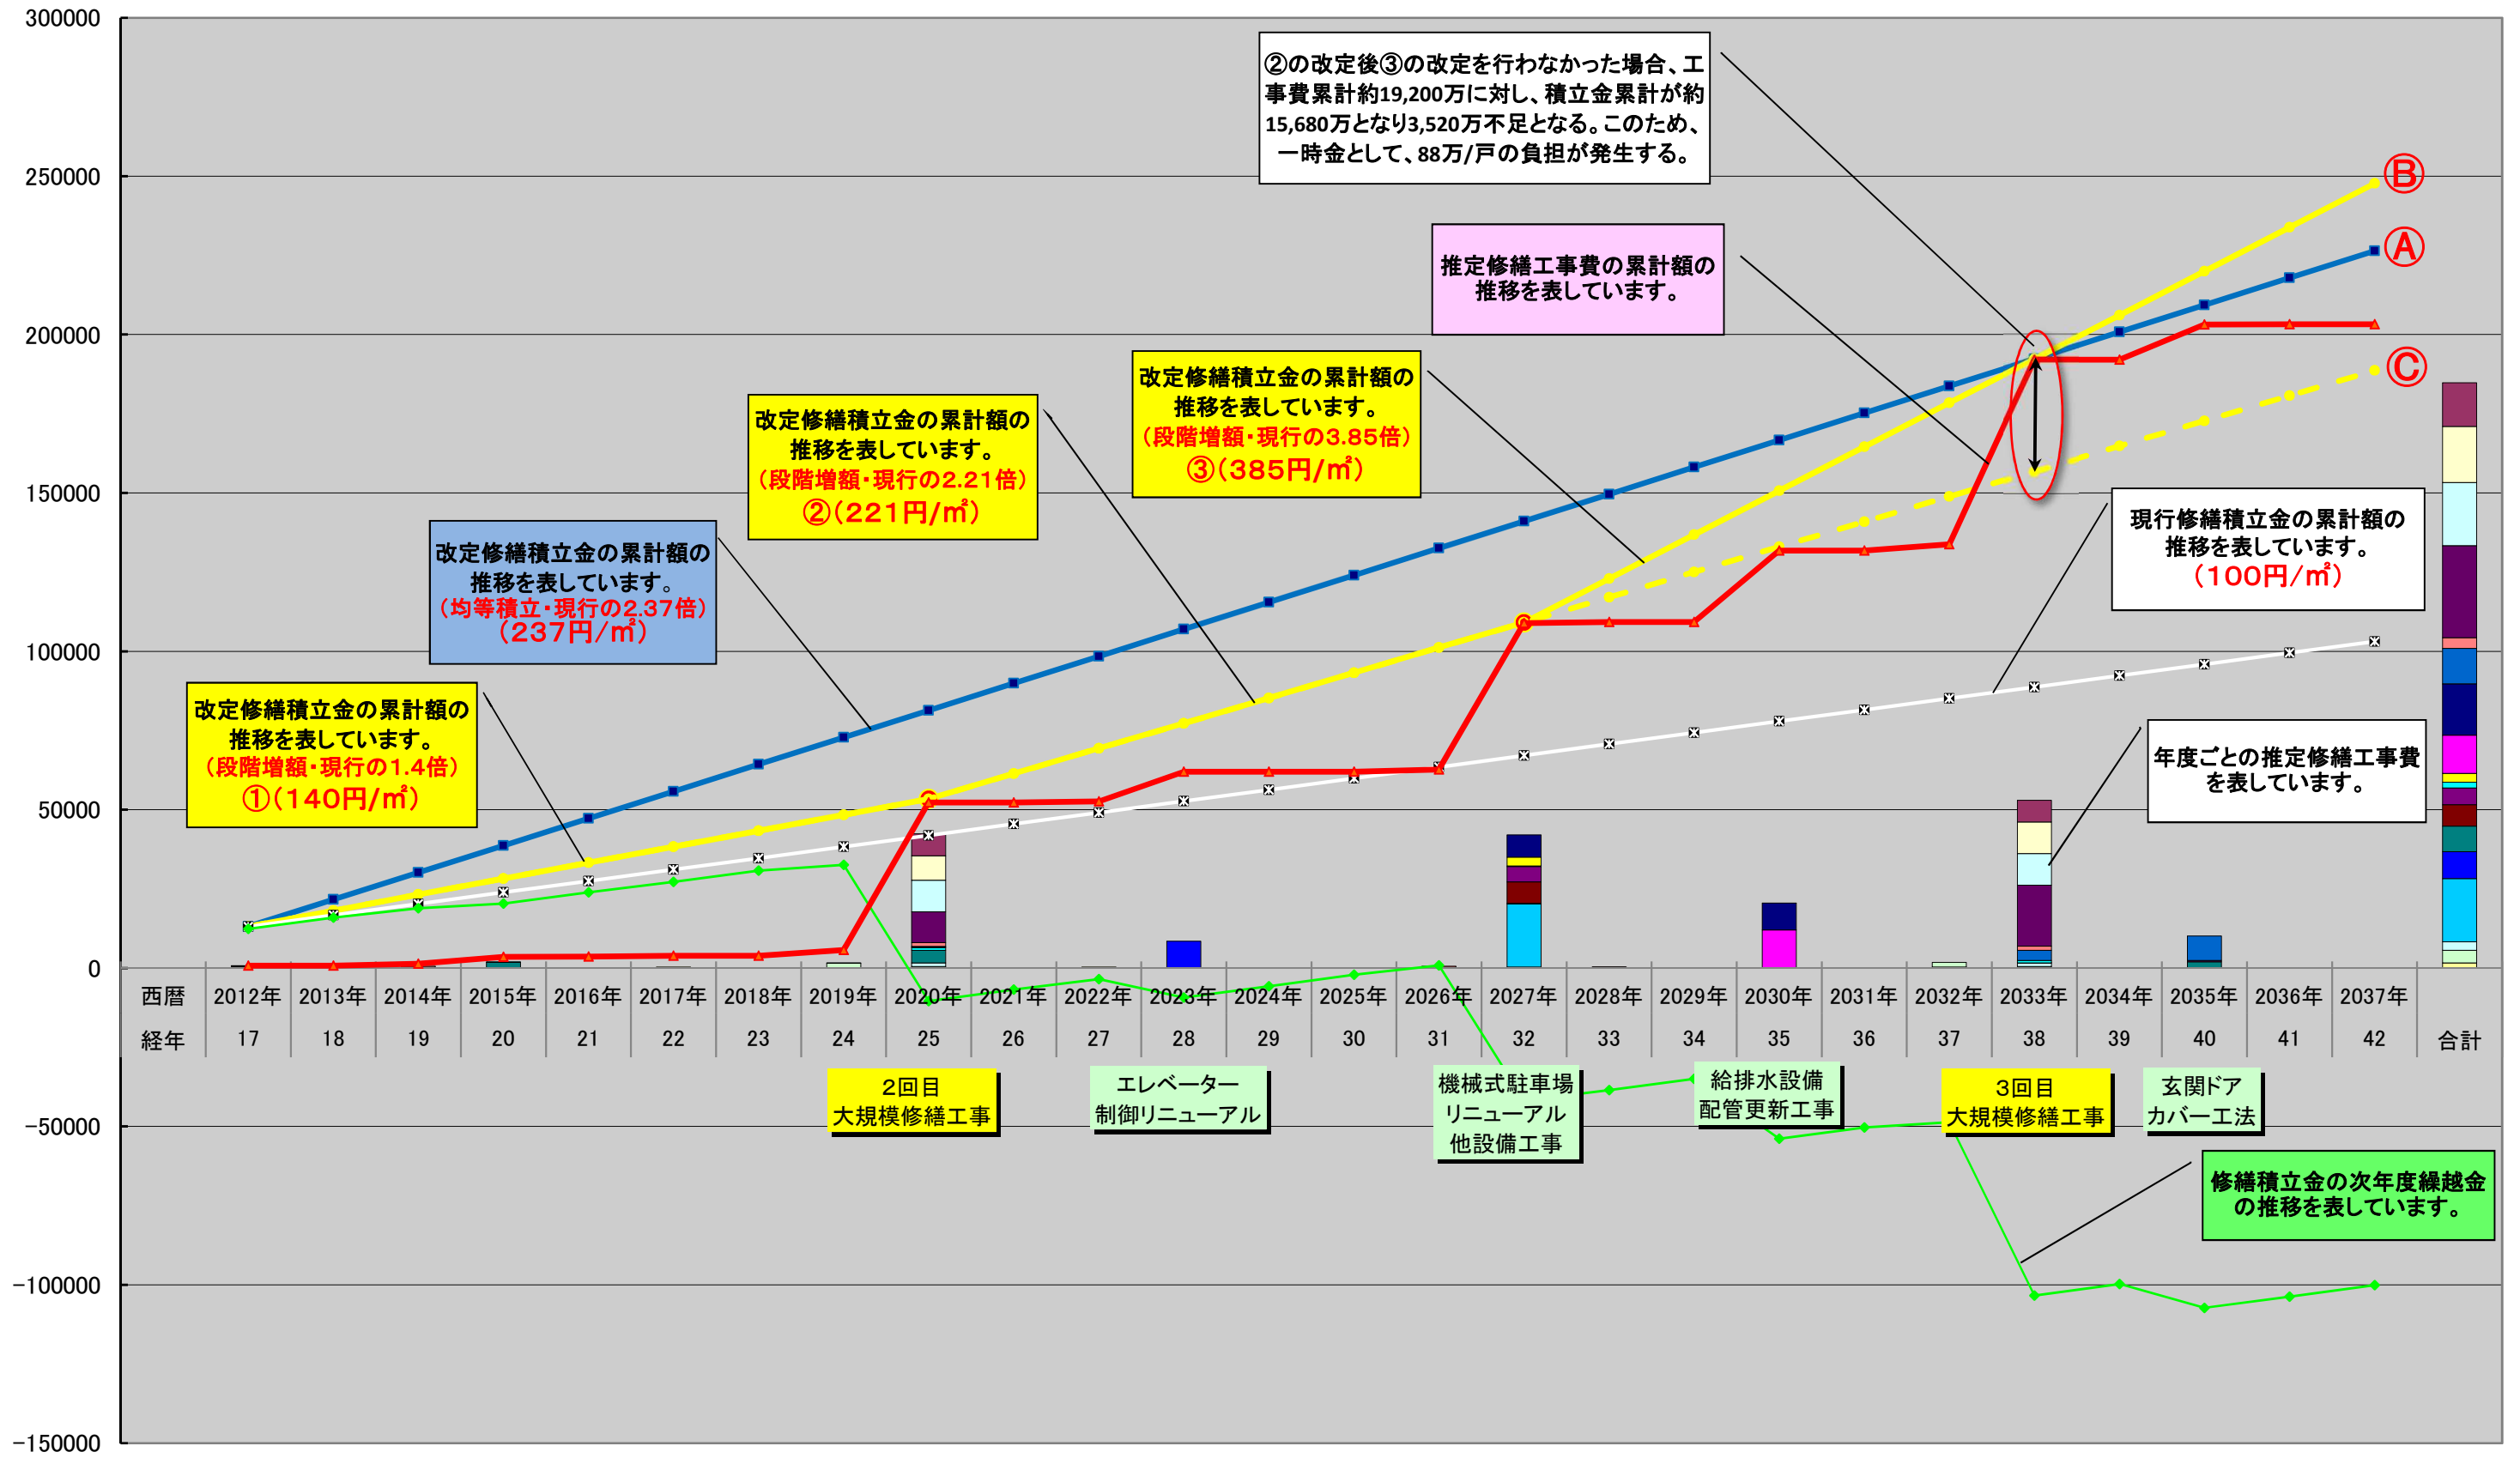 300000
250000
200000
150000
100000
50000
0
-50000
-100000
-150000
②の改定後③の改定を行わなかった場合、工
事費累計約19,200万に対し、積立金累計が約
15,680万となり3,520万不足となる。このため、
一時金として、88万/戸の負担が発生する。
Ⓑ
Ⓐ
Ⓒ
推定修繕工事費の累計額の
推移を表しています。
改定修繕積立金の累計額の
推移を表しています。
（段階増額・現行の3.85倍）
③（385円/㎡）
改定修繕積立金の累計額の
推移を表しています。
（段階増額・現行の2.21倍）
②（221円/㎡）
現行修繕積立金の累計額の
推移を表しています。
（100円/㎡）
改定修繕積立金の累計額の
推移を表しています。
（均等積立・現行の2.37倍）
（237円/㎡）
改定修繕積立金の累計額の
推移を表しています。
（段階増額・現行の1.4倍）
①（140円/㎡）
年度ごとの推定修繕工事費
を表しています。
西暦 2012年 2013年 2014年 2015年 2016年 2017年 2018年 2019年 2020年 2021年 2022年 2023年 2024年 2025年 2026年 2027年 2028年 2029年 2030年 2031年 2032年 2033年 2034年 2035年 2036年 2037年
経年 17 18 19 20 21 22 23 24 25 26 27 28 29 30 31 32 33 34 35 36 37 38 39 40 41 42 合計
２回目
大規模修繕工事
エレベーター
制御リニューアル
機械式駐車場
リニューアル
他設備工事
給排水設備
配管更新工事
３回目
大規模修繕工事
玄関ドア
カバー工法
修繕積立金の次年度繰越金
の推移を表しています。